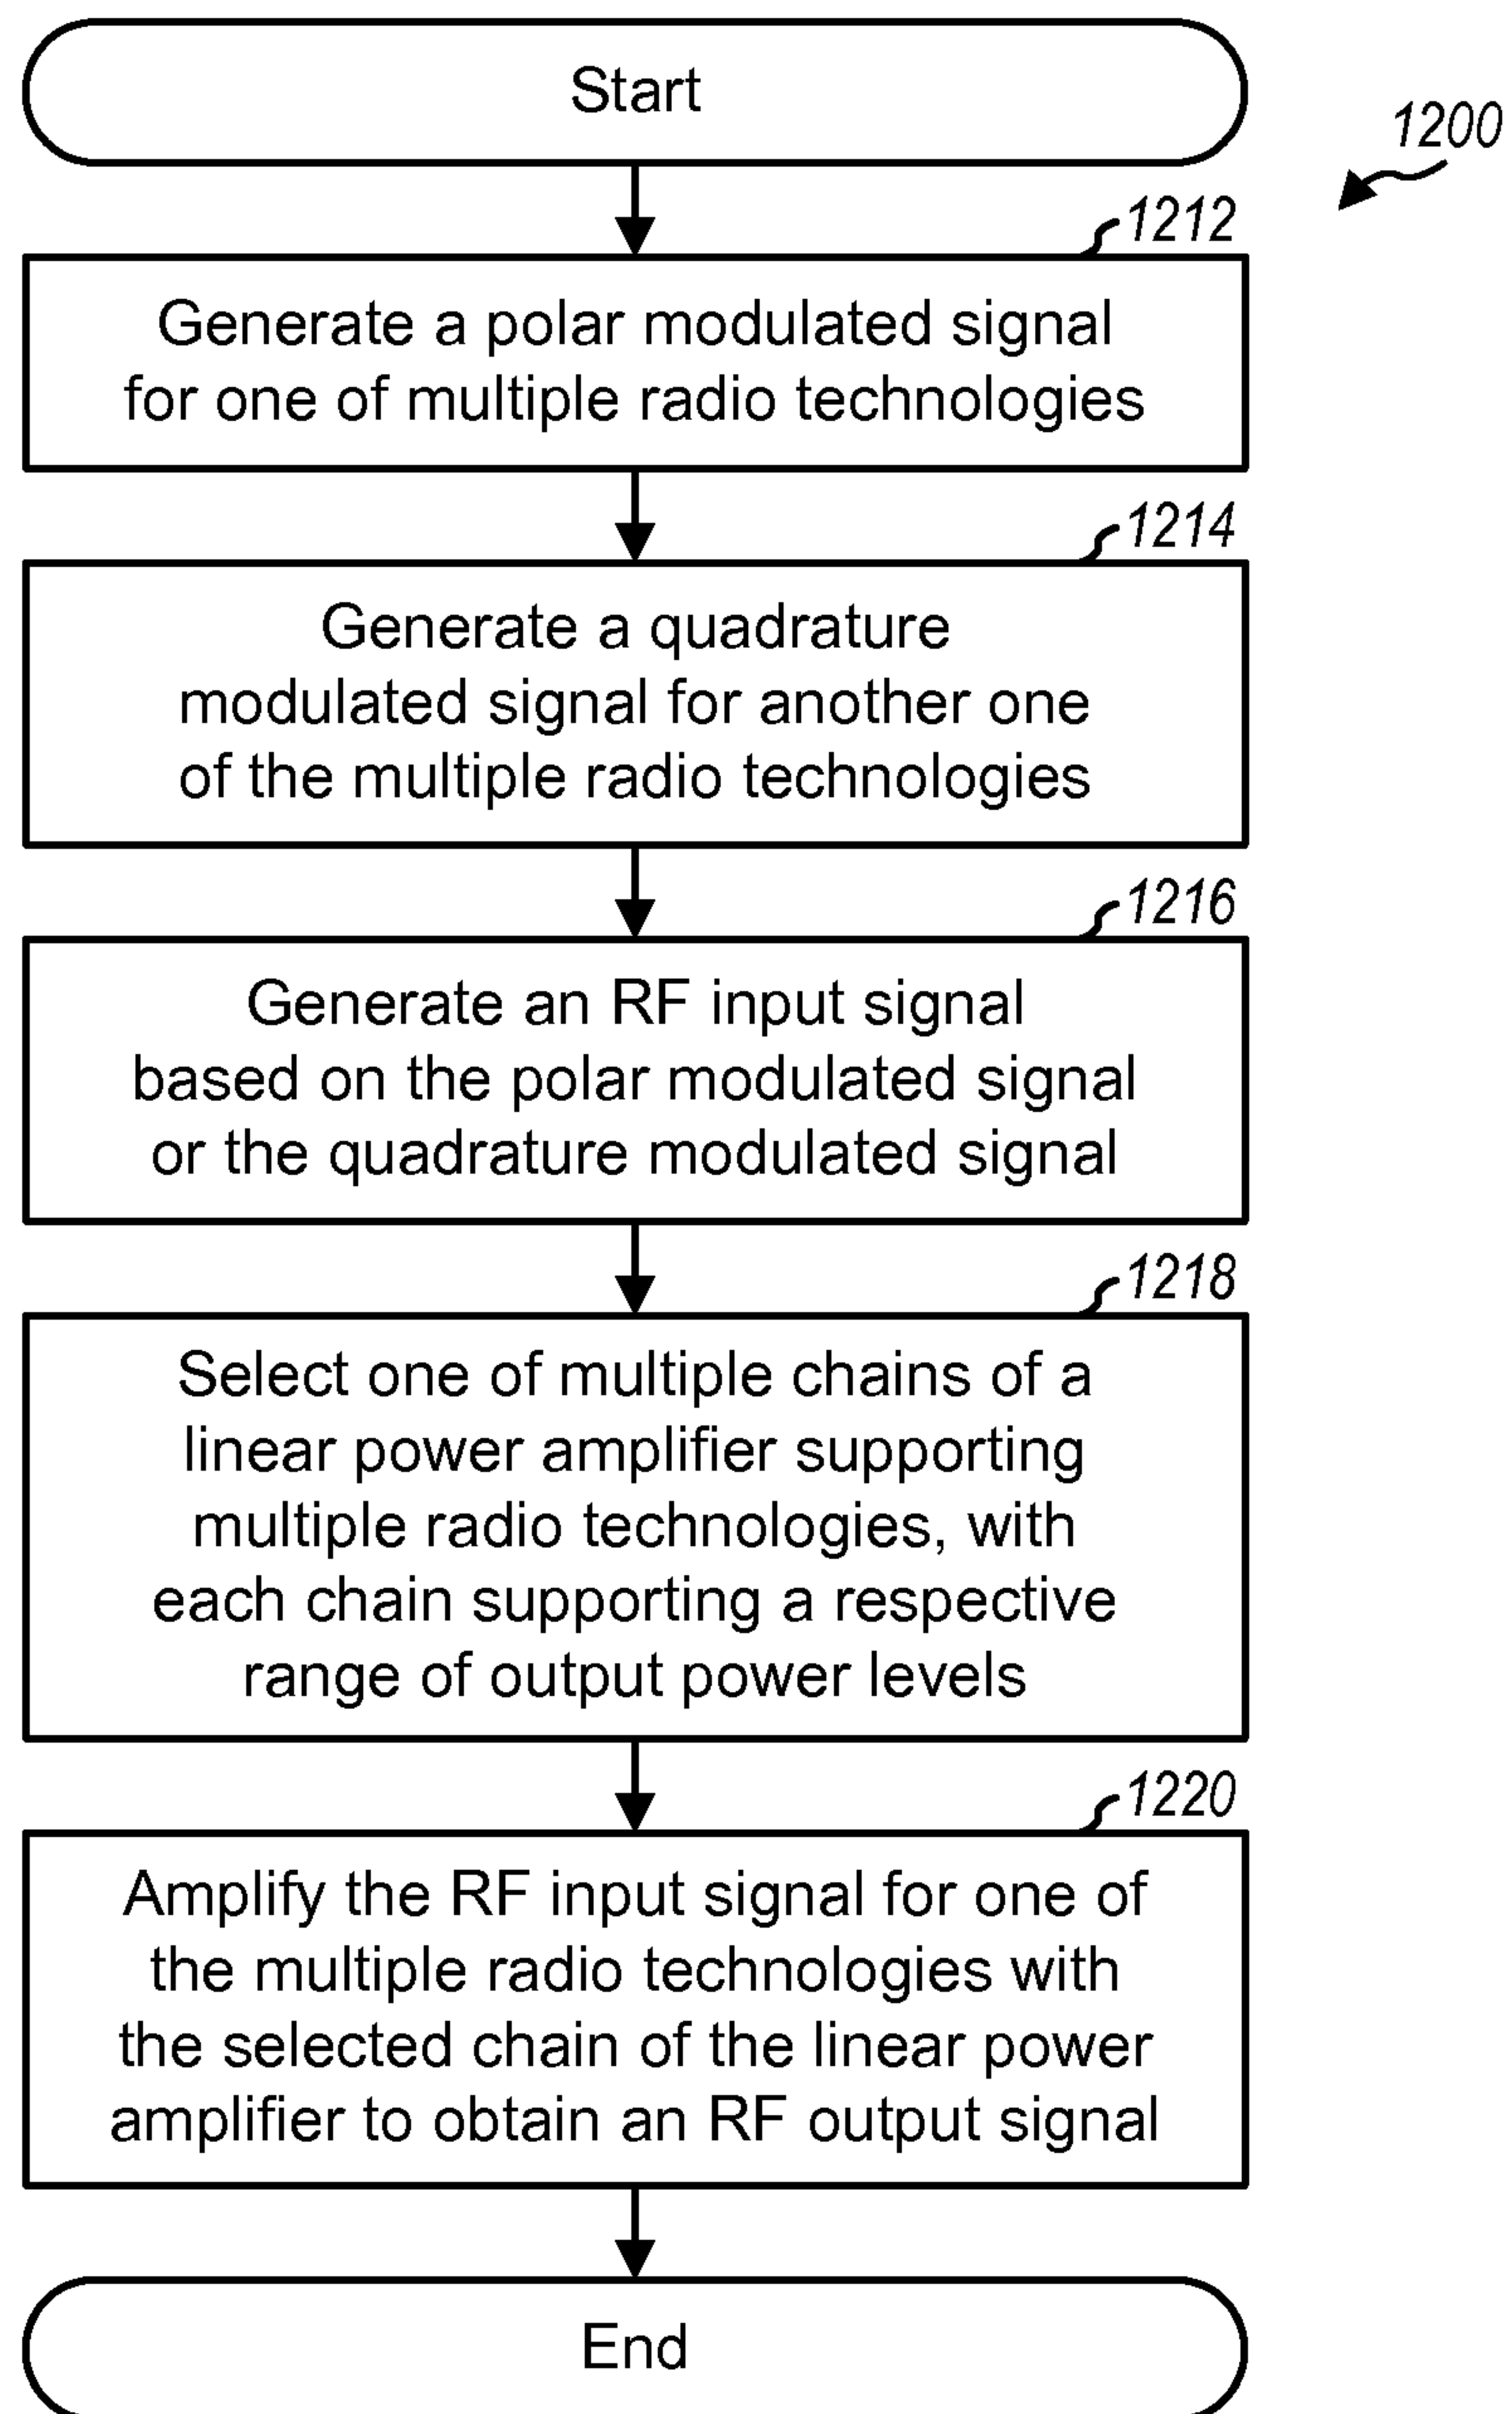 Start
1200
1212
Generate a polar modulated signal
for one of multiple radio technologies
1214
Generate a quadrature
modulated signal for another one
of the multiple radio technologies
1216
Generate an RF input signal
based on the polar modulated signal
or the quadrature modulated signal
1218
Select one of multiple chains of a
linear power amplifier supporting
multiple radio technologies, with
each chain supporting a respective
range of output power levels
1220
Amplify the RF input signal for one of
the multiple radio technologies with
the selected chain of the linear power
amplifier to obtain an RF output signal
End